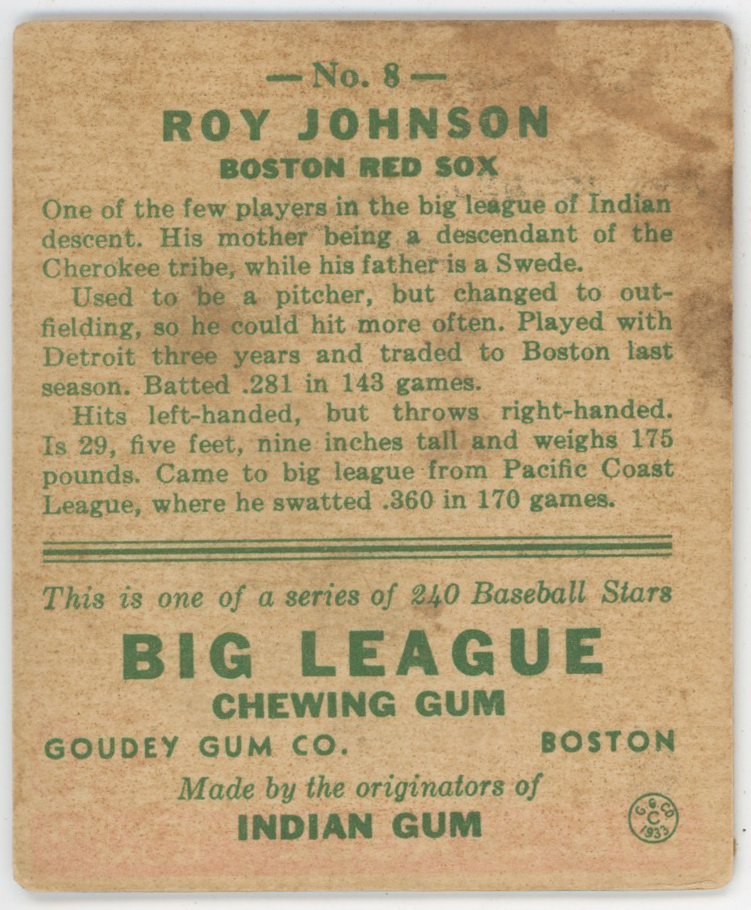 — No. 8 —
ROY JOHNSON
BOSTON RED SOX
One of the few players in the big league of Indian
descent. His mother being a descendant of the
Cherokee tribe, while his father is a Swede.
Used to be a pitcher, but changed to out-
fielding, so he could hit more often. Played with
Detroit three years and traded to Boston last
season. Batted .281 in 143 games.
Hits left-handed, but throws right-handed.
Is 29, five feet, nine inches tall and weighs 175
pounds. Came to big league from Pacific Coast
League, where he swatted .360 in 170 games.
This is one of a series of 240 Baseball Stars
BIG LEAGUE
CHEWING GUM
GOUDEY GUM CO. BOSTON
Made by the originators of
INDIAN GUM
G. G. CO
C
1933